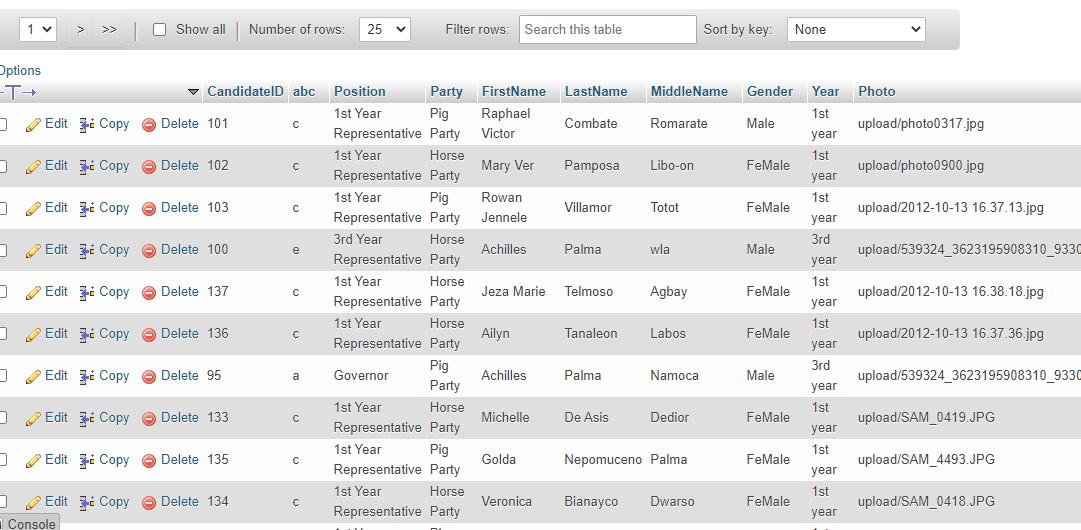 1 > >> Show all Number of rows: 25 Filter rows: Search this table Sort by key: None
Options
CandidateID abc Position Party FirstName LastName MiddleName Gender Year Photo
Edit Copy Delete 101 c 1st Year Representative Pig Party Raphael Victor Combate Romarate Male 1st year upload/photo0317.jpg
Edit Copy Delete 102 c 1st Year Representative Horse Party Mary Ver Pamposa Libo-on FeMale 1st year upload/photo0900.jpg
Edit Copy Delete 103 c 1st Year Representative Pig Party Rowan Jennele Villamor Totot FeMale 1st year upload/2012-10-13 16.37.13.jpg
Edit Copy Delete 100 e 3rd Year Representative Horse Party Achilles Palma wla Male 3rd year upload/539324_3623195908310_9330
Edit Copy Delete 137 c 1st Year Representative Horse Party Jeza Marie Telmoso Agbay FeMale 1st year upload/2012-10-13 16.38.18.jpg
Edit Copy Delete 136 c 1st Year Representative Horse Party Ailyn Tanaleon Labos FeMale 1st year upload/2012-10-13 16.37.36.jpg
Edit Copy Delete 95 a Governor Pig Party Achilles Palma Namoca Male 3rd year upload/539324_3623195908310_9330
Edit Copy Delete 133 c 1st Year Representative Horse Party Michelle De Asis Dedior FeMale 1st year upload/SAM_0419.JPG
Edit Copy Delete 135 c 1st Year Representative Pig Party Golda Nepomuceno Palma FeMale 1st year upload/SAM_4493.JPG
Edit Copy Delete 134 c 1st Year Representative Horse Party Veronica Bianayco Dwarso FeMale 1st year upload/SAM_0418.JPG
Console